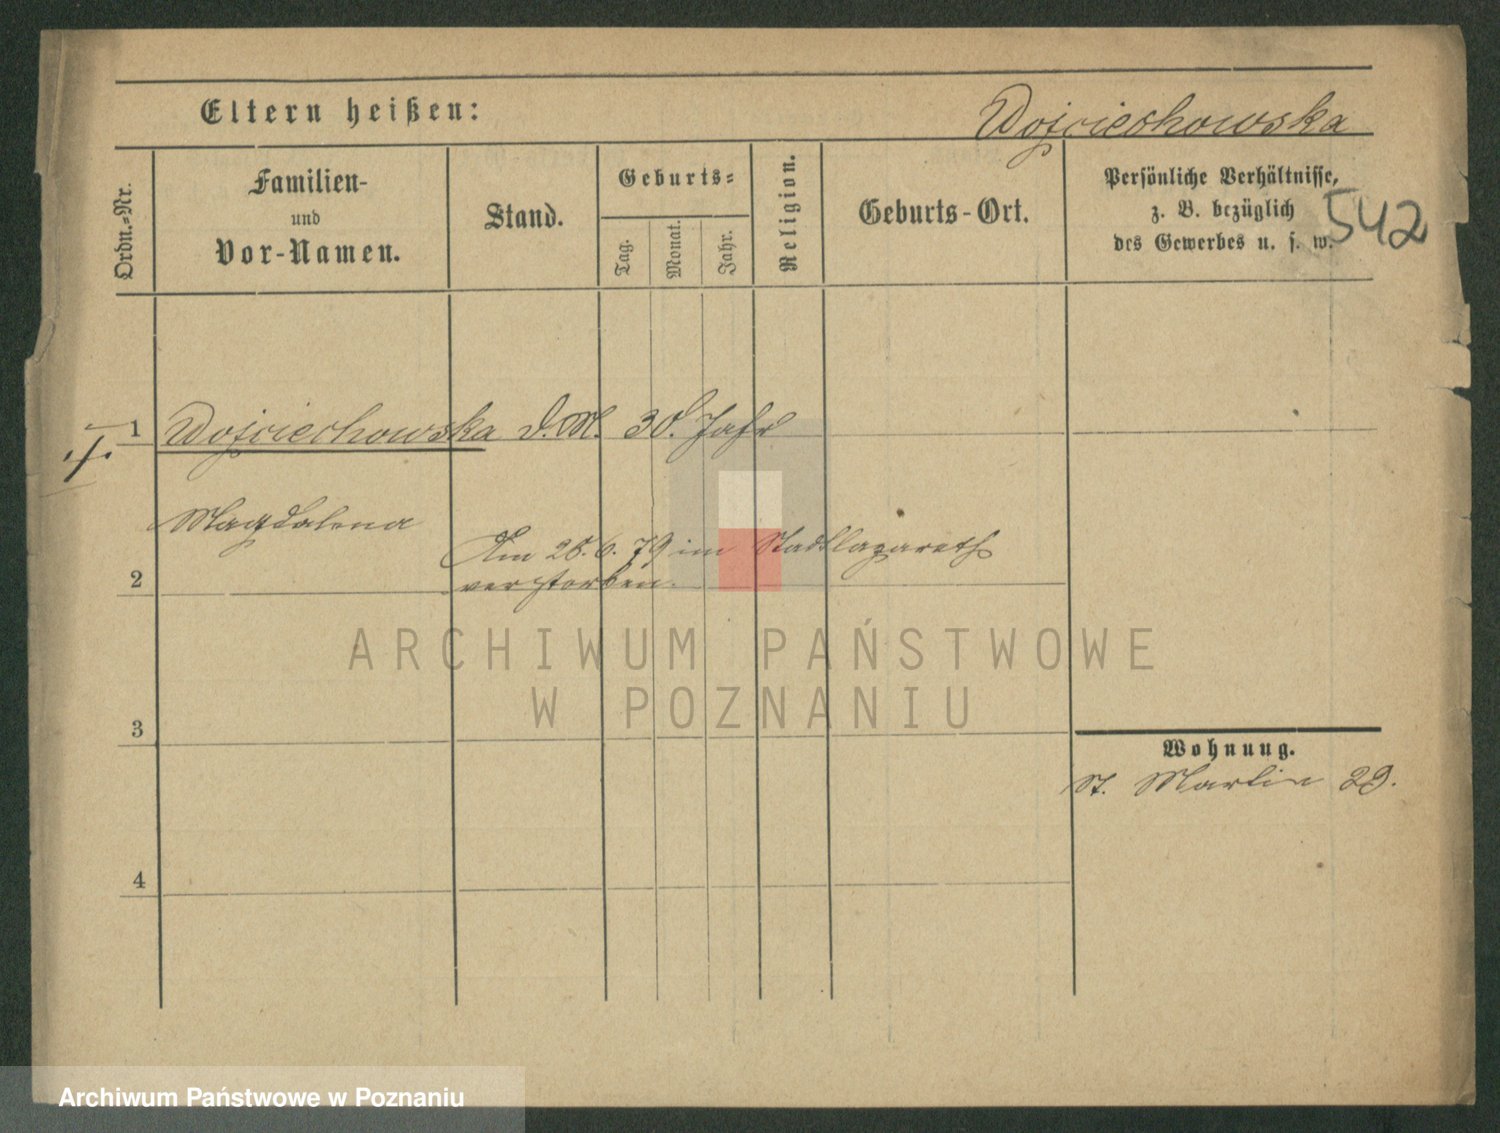 Eltern heißen:
Wojciechowska
Ordn.-Nr.
Familien-
und
Vor-Namen.
Stand.
Geburts-
Tag.
Monat.
Jahr.
Religion.
Geburts-Ort.
Persönliche Verhältnisse,
z. B. bezüglich
des Gewerbes u. s. w.
542
1 Wojciechowska d. M. 30. Jahr
Magdalena
Am 26.6.79 im Stadtlazareth
verstorben.
2
3
4
Wohnung.
St. Martin 29.
ARCHIWUM PAŃSTWOWE
W POZNANIU
Archiwum Państwowe w Poznaniu